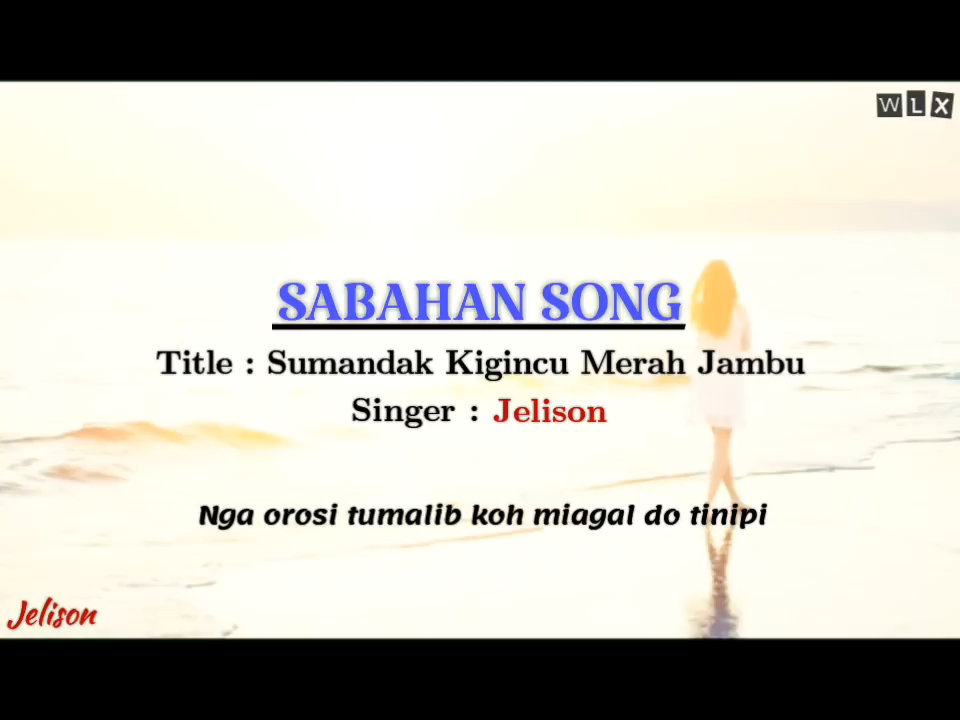 WLX
SABAHAN SONG
Title : Sumandak Kigincu Merah Jambu
Singer : Jelison
Nga orosi tumalib koh miagal do tinipi
Jelison